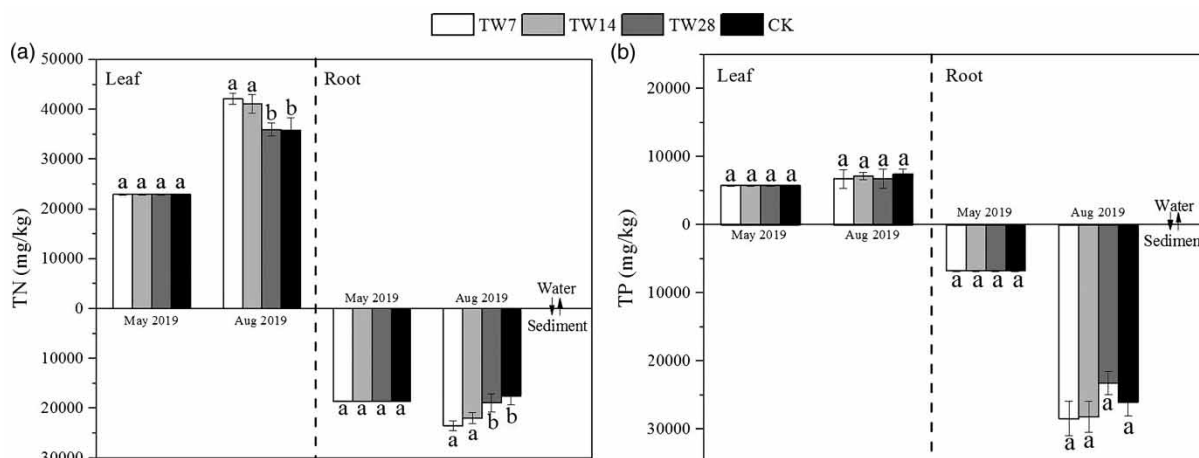 TW7 TW14 TW28 CK
(a)
TN (mg/kg)
50000
40000
30000
20000
10000
0
10000
20000
30000
Leaf
Root
a a a a
a a b b
May 2019
Aug 2019
May 2019
Aug 2019
a a a a
a a b b
Water
Sediment
(b)
TP (mg/kg)
20000
10000
0
10000
20000
30000
Leaf
Root
a a a a
a a a a
May 2019
Aug 2019
May 2019
Aug 2019
a a a a
a a a a
Water
Sediment